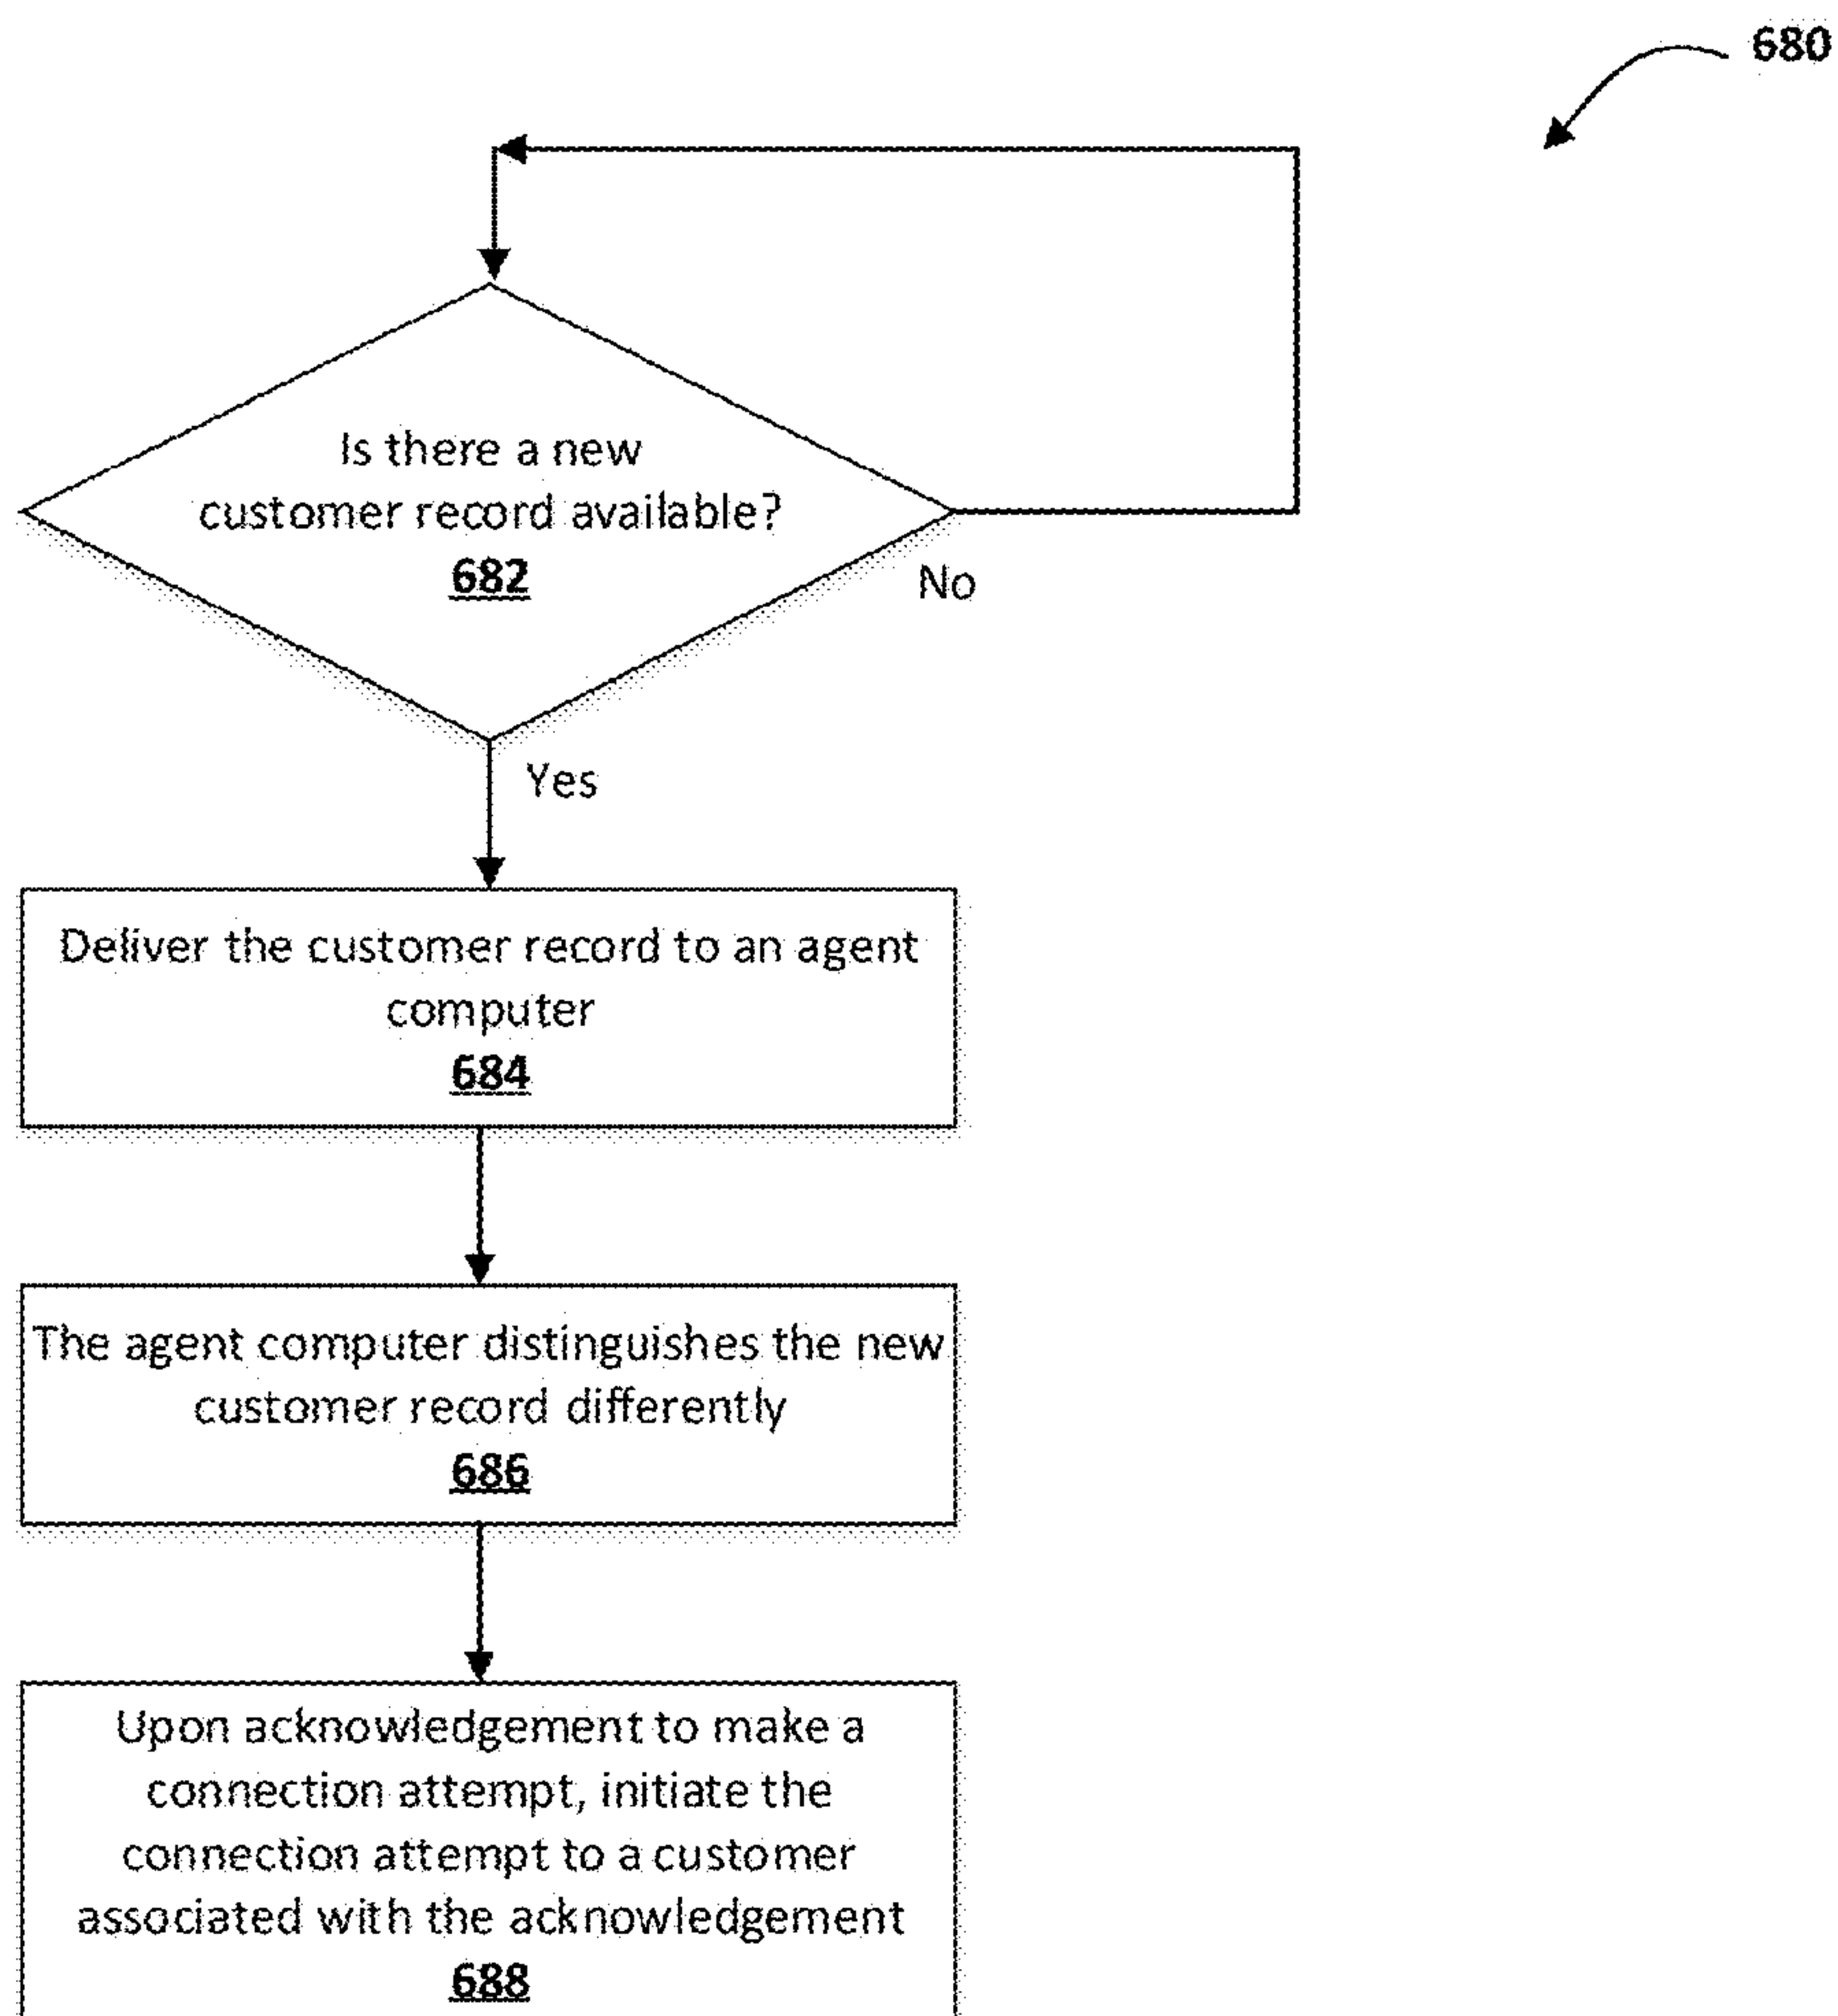 680
Is there a new
customer record available?
682
No
Yes
Deliver the customer record to an agent
computer
684
The agent computer distinguishes the new
customer record differently
686
Upon acknowledgement to make a
connection attempt, initiate the
connection attempt to a customer
associated with the acknowledgement
688